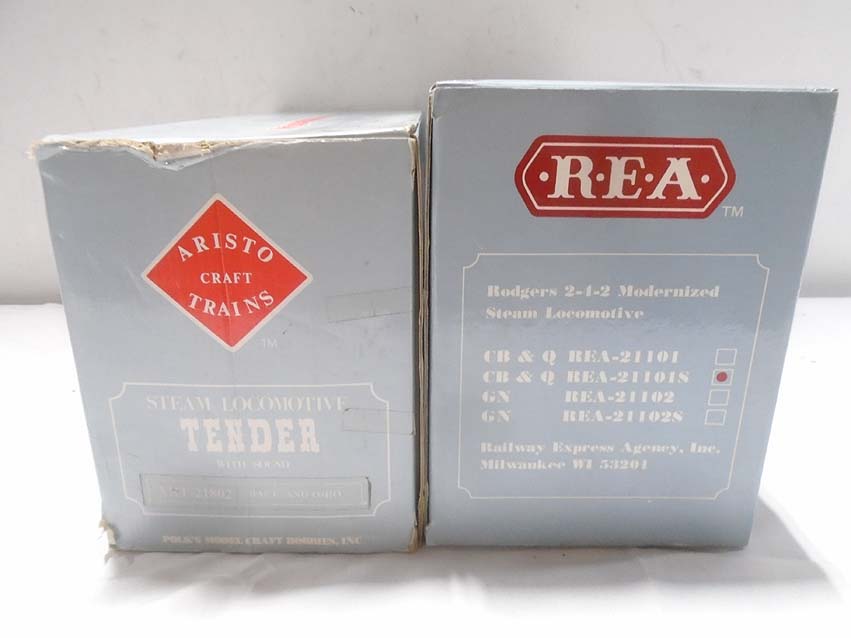 ARISTO
CRAFT
TRAINS
TM
STEAM LOCOMOTIVE
TENDER
WITH SOUND
21802
POLK'S MODEL CRAFT HOBBIES, INC
·R·E·A·
TM
Rodgers 2-4-2 Modernized
Steam Locomotive
CB & Q REA-21101
CB & Q REA-21101S
GN REA-21102
GN REA-21102S
Railway Express Agency, Inc.
Milwaukee WI 53201